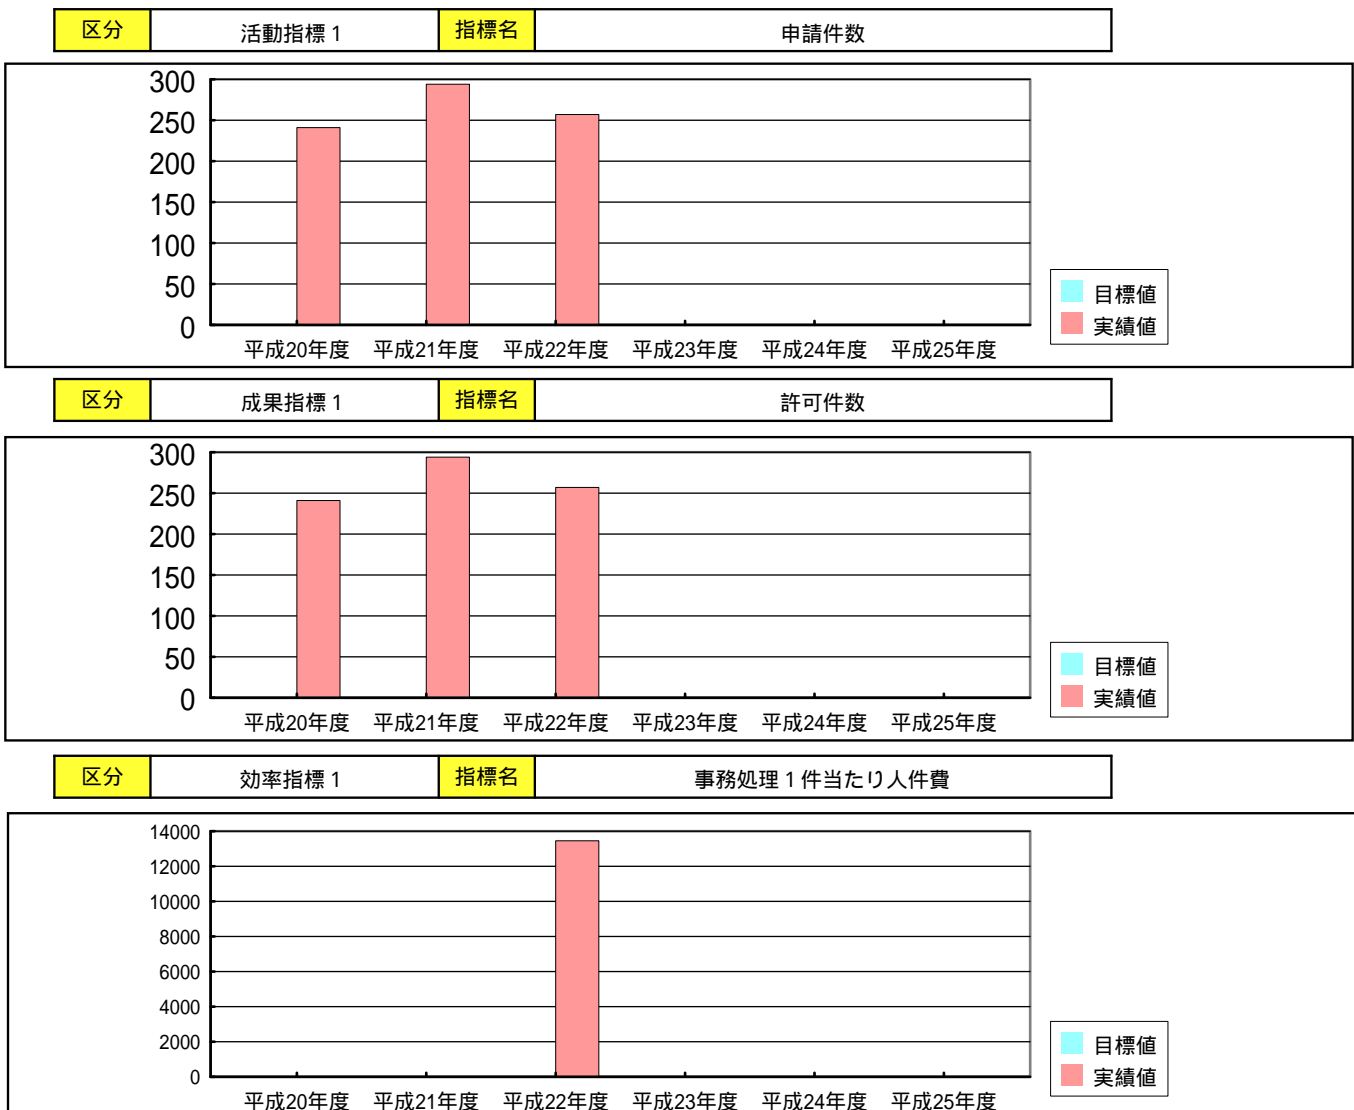 区分 活動指標1 指標名 申請件数
300
250
200
150
100
50
0
平成20年度 平成21年度 平成22年度 平成23年度 平成24年度 平成25年度
目標値
実績値
区分 成果指標1 指標名 許可件数
300
250
200
150
100
50
0
平成20年度 平成21年度 平成22年度 平成23年度 平成24年度 平成25年度
目標値
実績値
区分 効率指標1 指標名 事務処理1件当たり人件費
14000
12000
10000
8000
6000
4000
2000
0
平成20年度 平成21年度 平成22年度 平成23年度 平成24年度 平成25年度
目標値
実績値